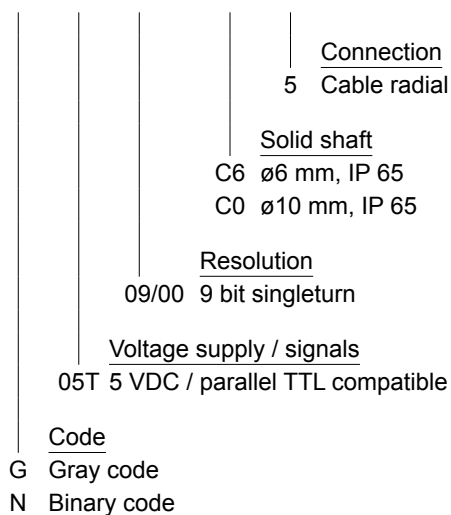 Connection
5 Cable radial
Solid shaft
C6 ø6 mm, IP 65
C0 ø10 mm, IP 65
Resolution
09/00 9 bit singleturn
Voltage supply / signals
05T 5 VDC / parallel TTL compatible
Code
G Gray code
N Binary code